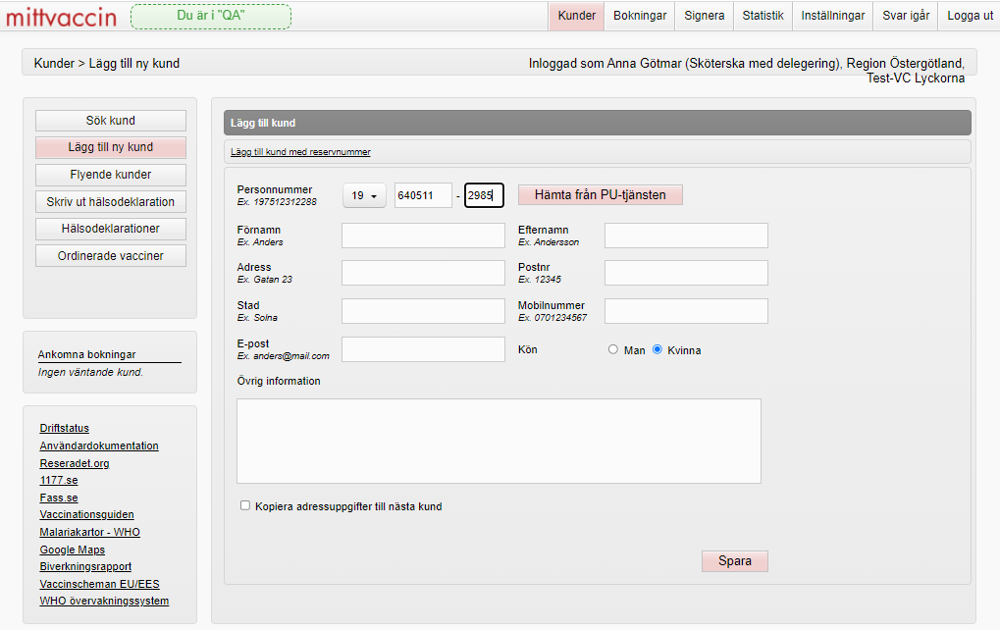 mittvaccin
Du är i "QA"
Kunder
Bokningar
Signera
Statistik
Inställningar
Svar igår
Logga ut
Kunder > Lägg till ny kund
Inloggad som Anna Götmar (Sköterska med delegering), Region Östergötland,
Test-VC Lyckorna
Sök kund
Lägg till ny kund
Flyende kunder
Skriv ut hälsodeklaration
Hälsodeklarationer
Ordinerade vacciner
Ankomna bokningar
Ingen väntande kund.
Driftstatus
Användardokumentation
Reseradet.org
1177.se
Fass.se
Vaccinationsguiden
Malariakartor - WHO
Google Maps
Biverkningsrapport
Vaccinscheman EU/EES
WHO övervakningssystem
Lägg till kund
Lägg till kund med reservnummer
Personnummer
Ex. 197512312288
19
640511
-
2985
Hämta från PU-tjänsten
Förnamn
Ex. Anders
Efternamn
Ex. Andersson
Adress
Ex. Gatan 23
Postnr
Ex. 12345
Stad
Ex. Solna
Mobilnummer
Ex. 0701234567
E-post
Ex. anders@mail.com
Kön
Man
Kvinna
Övrig information
Kopiera adressuppgifter till nästa kund
Spara